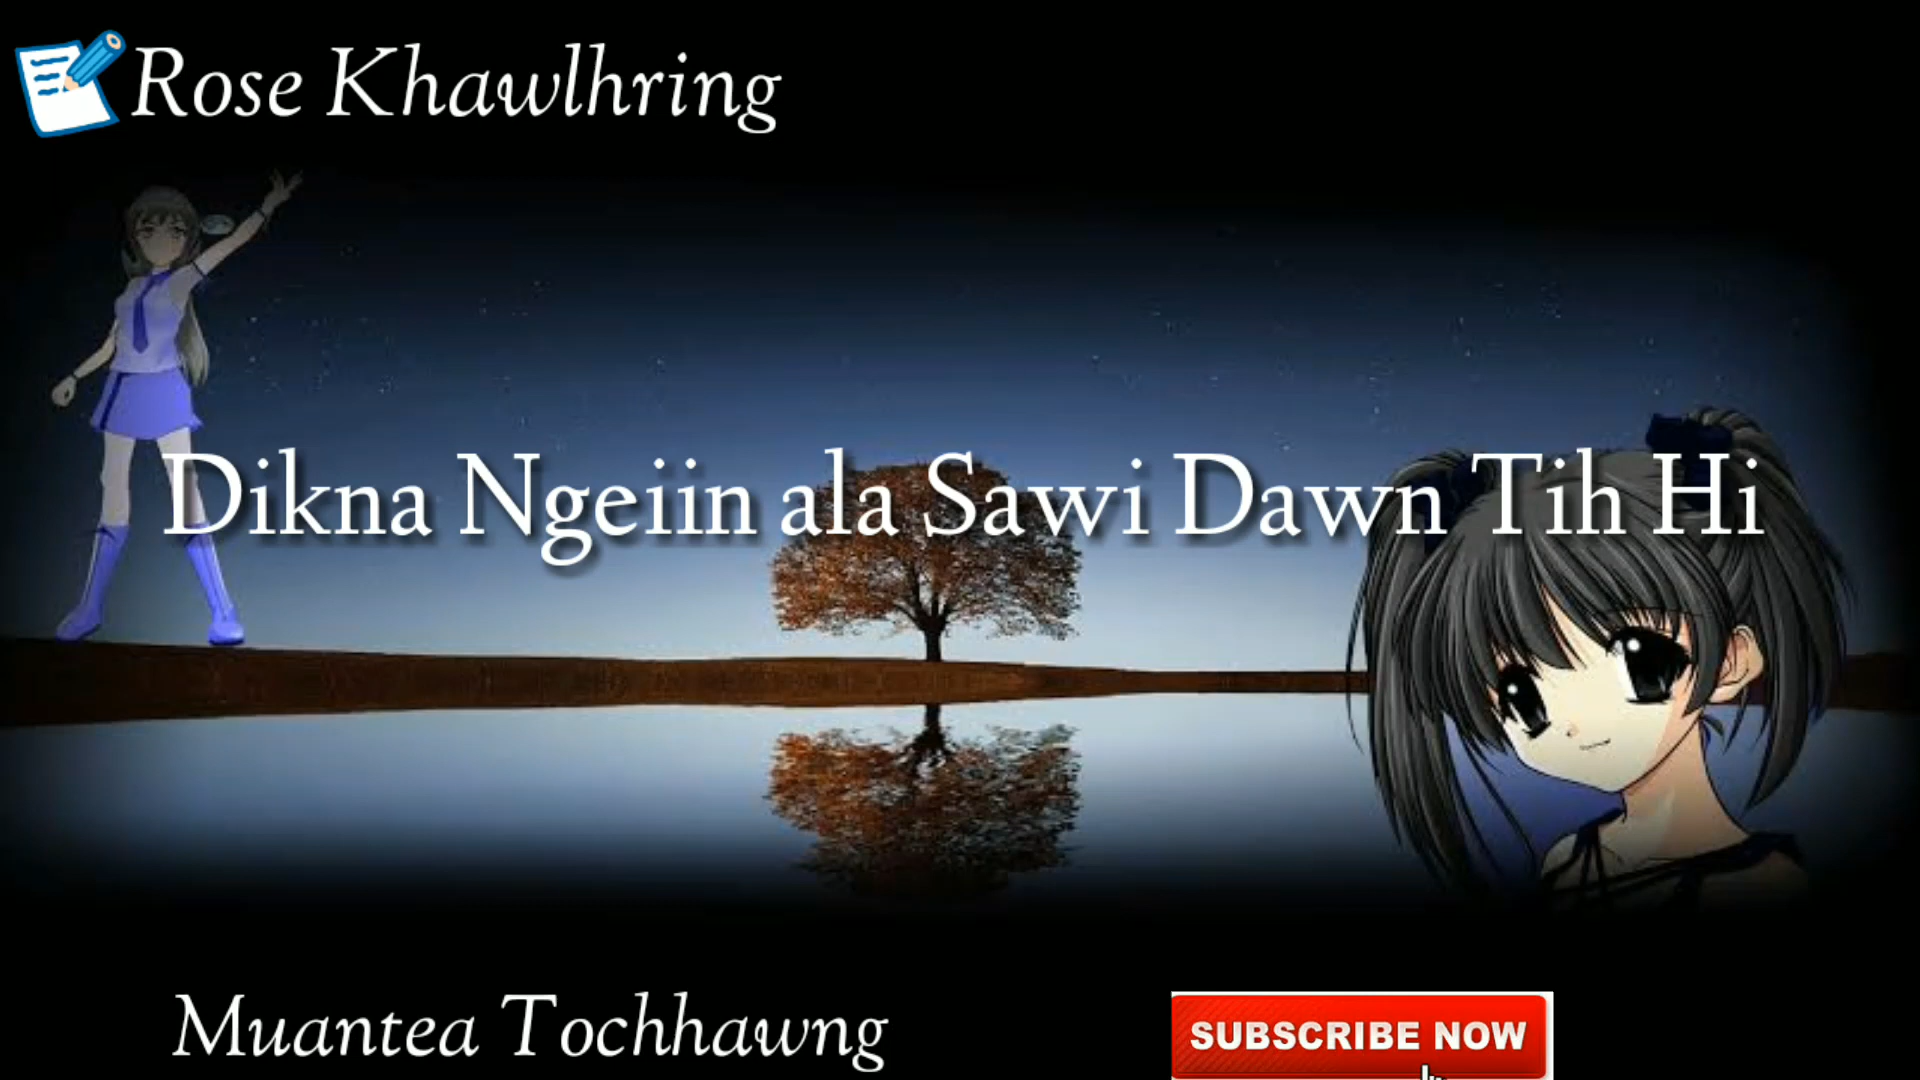 Rose Khawlhring
Dikna Ngeiin ala Sawi Dawn Tih Hi
Muantea Tochhawng
SUBSCRIBE NOW